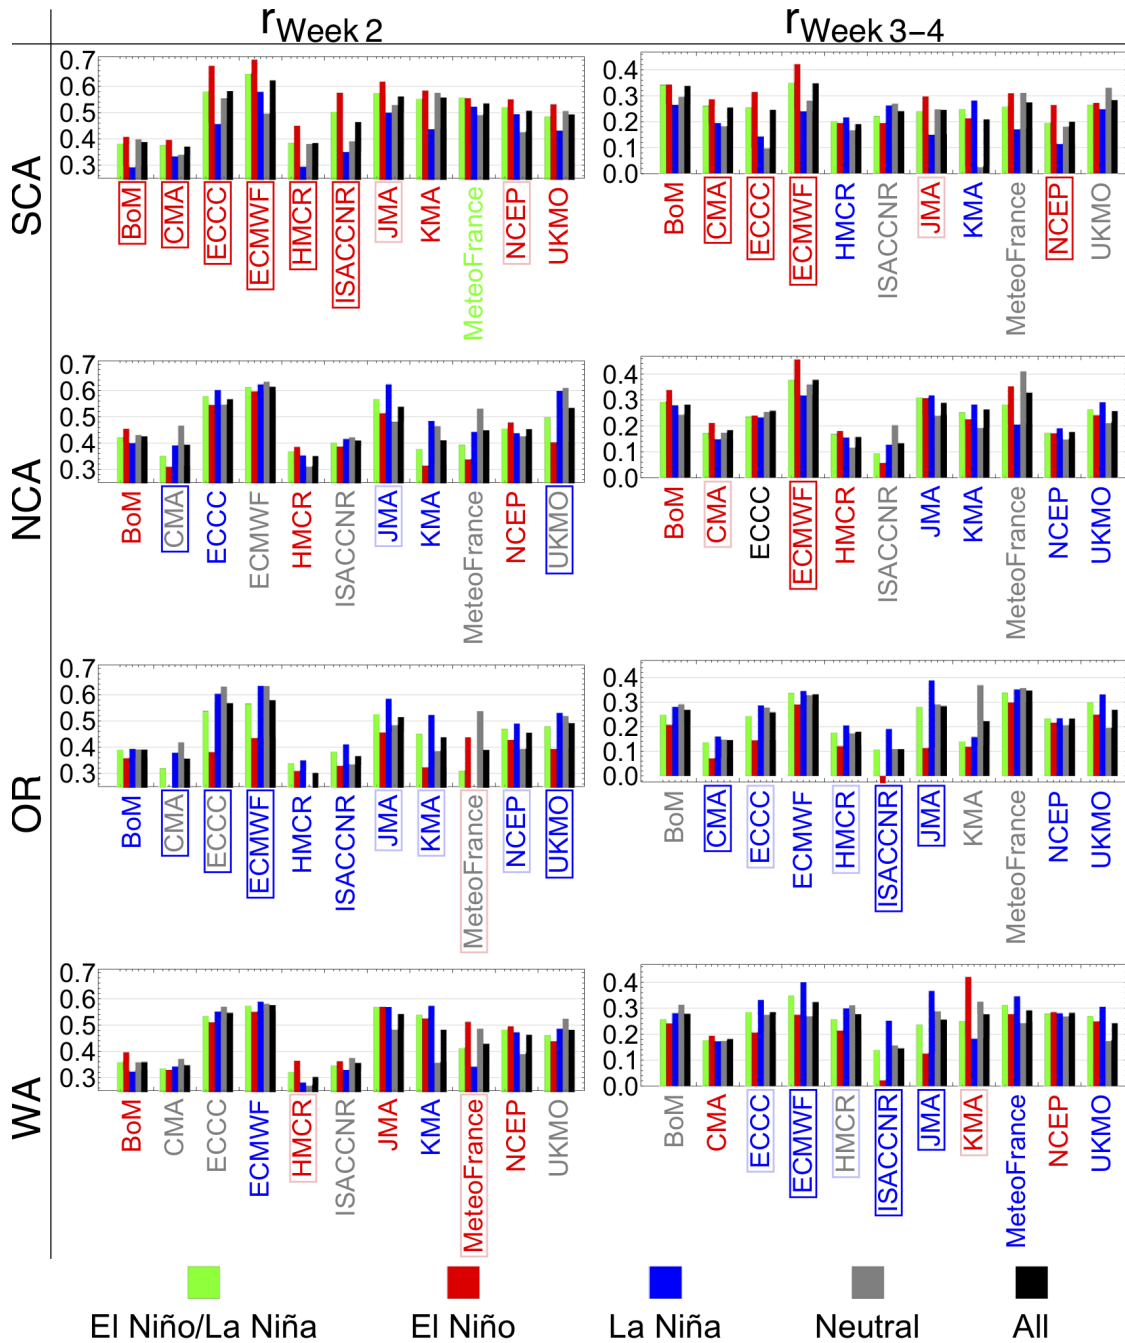 r Week 2 r Week 3–4
SCA
0.7
0.6
0.5
0.4
0.3
BoM CMA ECCC ECMWF HMCR ISACCNR JMA KMA MeteoFrance NCEP UKMO
0.4
0.3
0.2
0.1
0.0
BoM CMA ECCC ECMWF HMCR ISACCNR JMA KMA MeteoFrance NCEP UKMO
NCA
0.7
0.6
0.5
0.4
0.3
BoM CMA ECCC ECMWF HMCR ISACCNR JMA KMA MeteoFrance NCEP UKMO
0.4
0.3
0.2
0.1
0.0
BoM CMA ECCC ECMWF HMCR ISACCNR JMA KMA MeteoFrance NCEP UKMO
OR
0.7
0.6
0.5
0.4
0.3
BoM CMA ECCC ECMWF HMCR ISACCNR JMA KMA MeteoFrance NCEP UKMO
0.4
0.3
0.2
0.1
0.0
BoM CMA ECCC ECMWF HMCR ISACCNR JMA KMA MeteoFrance NCEP UKMO
WA
0.7
0.6
0.5
0.4
0.3
BoM CMA ECCC ECMWF HMCR ISACCNR JMA KMA MeteoFrance NCEP UKMO
0.4
0.3
0.2
0.1
0.0
BoM CMA ECCC ECMWF HMCR ISACCNR JMA KMA MeteoFrance NCEP UKMO
El Niño/La Niña El Niño La Niña Neutral All